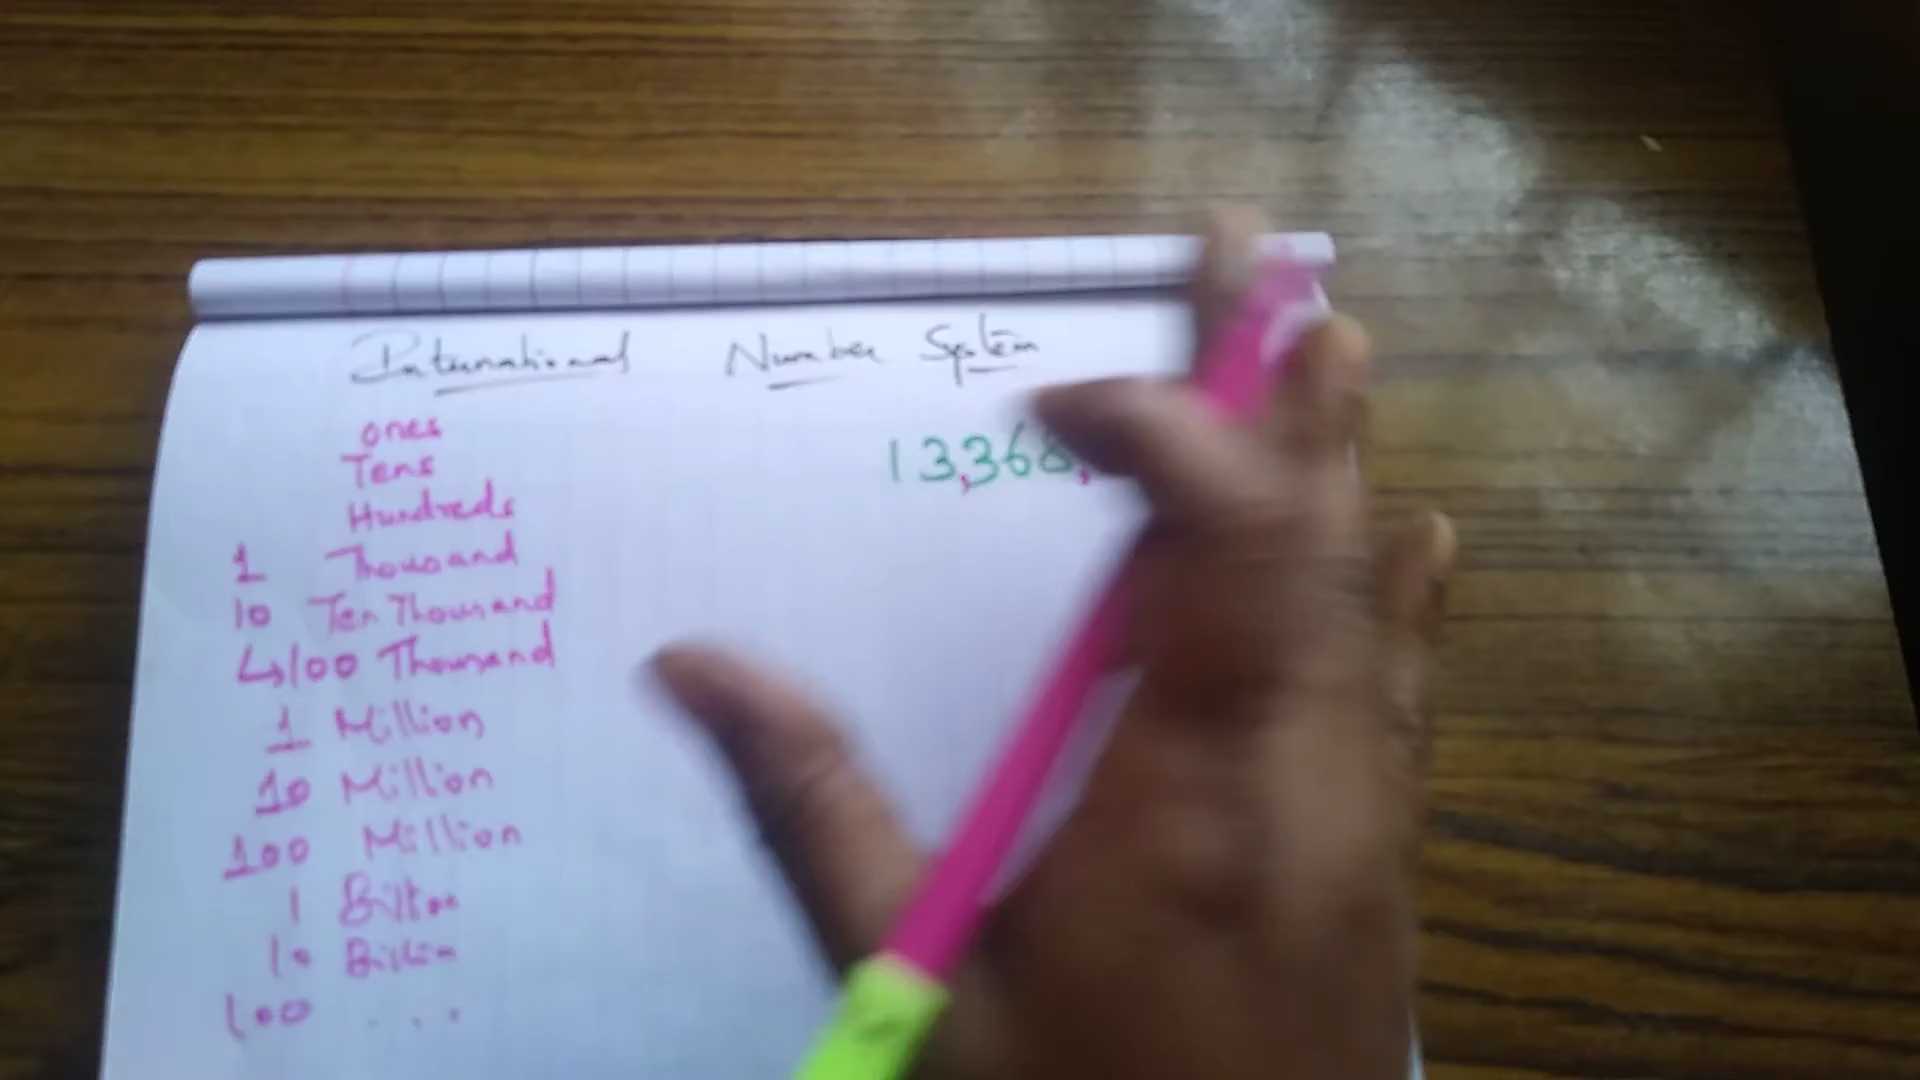 International Number System
ones
13,368,
Tens
Hundreds
1 Thousand
10 Ten Thousand
↳100 Thousand
1 Million
10 Million
100 Million
1 Billion
10 Billion
100 ...